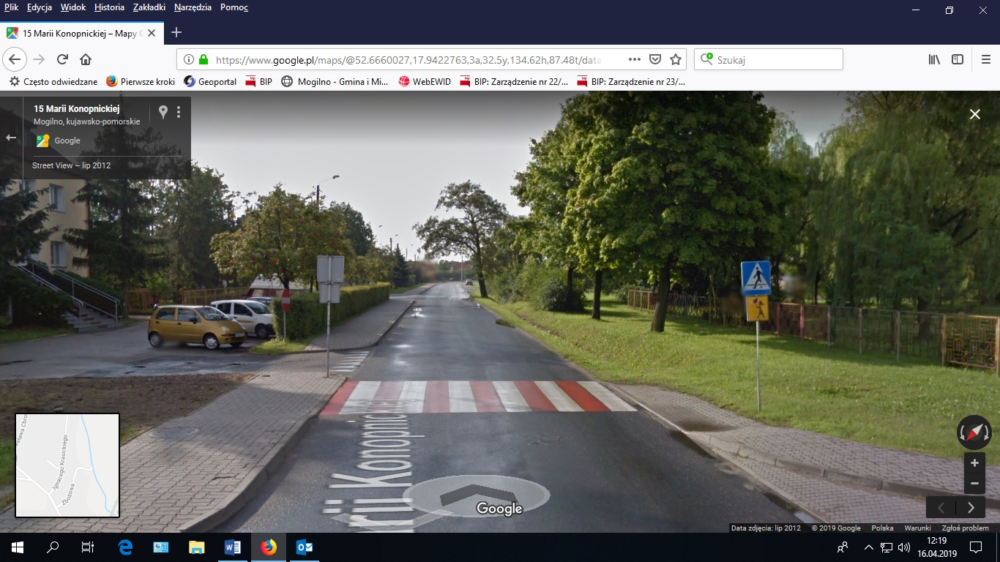 Plik Edycja Widok Historia Zakładki Narzędzia Pomoc
15 Marii Konopnickiej – Mapy G
https://www.google.pl/maps/@52.6660027,17.9422763,3a,32.5y,134.62h,87.48t/data
Szukaj
Często odwiedzane Pierwsze kroki Geoportal BIP Mogilno - Gmina i Mi... WebEWID BIP: Zarządzenie nr 22/... BIP: Zarządzenie nr 23/...
15 Marii Konopnickiej
Mogilno, kujawsko-pomorskie
Google
Street View – lip 2012
Marii Konopnickiej
Ignacego Krasickiego
Zbożowa
Google
Data zdjęcia: lip 2012 © 2019 Google Polska Warunki Zgłoś problem
12:19
16.04.2019